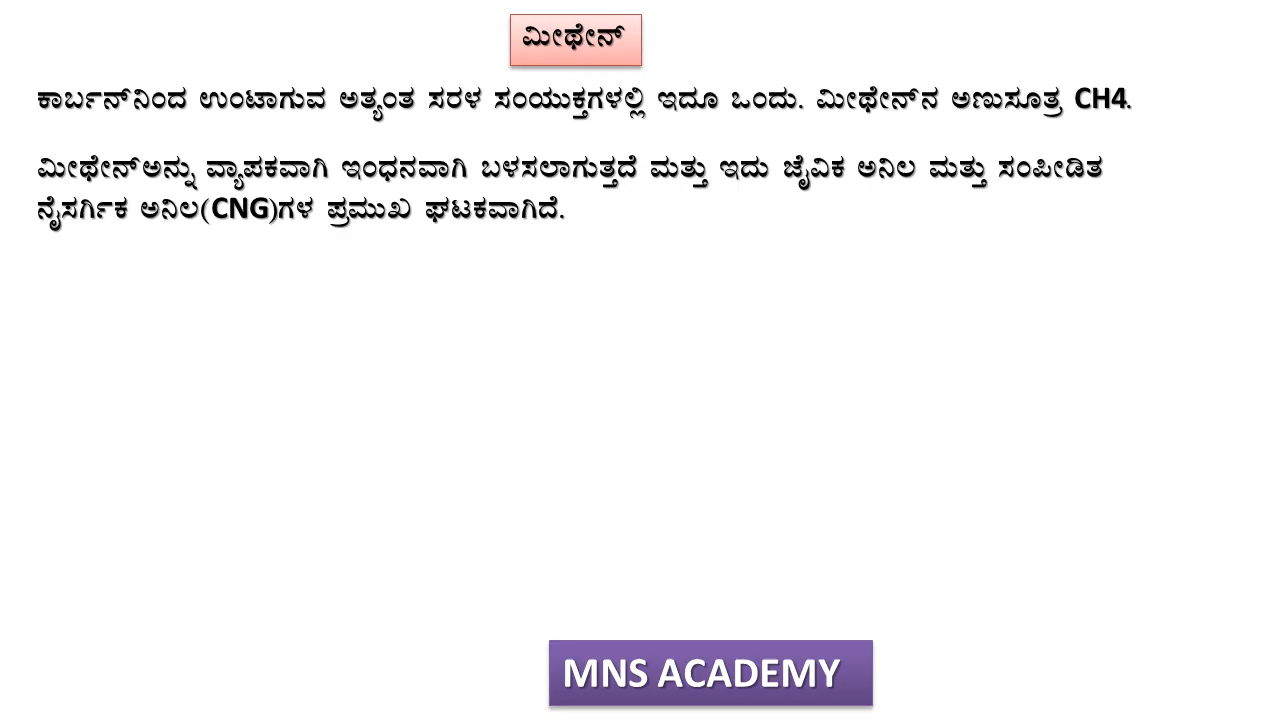 ಮೀಥೇನ್
ಕಾರ್ಬನ್‌ನಿಂದ ಉಂಟಾಗುವ ಅತ್ಯಂತ ಸರಳ ಸಂಯುಕ್ತಗಳಲ್ಲಿ ಇದೂ ಒಂದು. ಮೀಥೇನ್‌ನ ಅಣುಸೂತ್ರ CH4.
ಮೀಥೇನ್‌ಅನ್ನು ವ್ಯಾಪಕವಾಗಿ ಇಂಧನವಾಗಿ ಬಳಸಲಾಗುತ್ತದೆ ಮತ್ತು ಇದು ಜೈವಿಕ ಅನಿಲ ಮತ್ತು ಸಂಪೀಡಿತ
ನೈಸರ್ಗಿಕ ಅನಿಲ(CNG)ಗಳ ಪ್ರಮುಖ ಘಟಕವಾಗಿದೆ.
MNS ACADEMY